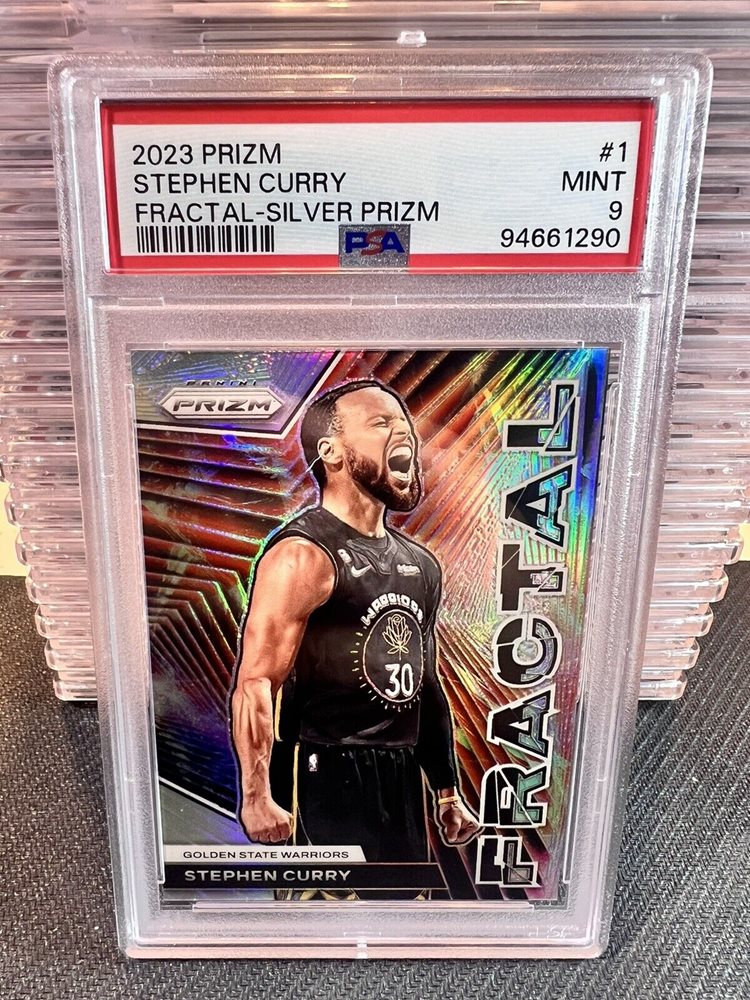 2023 PRIZM #1
STEPHEN CURRY MINT
FRACTAL-SILVER PRIZM 9
PSA 94661290
PANINI
PRIZM
FRACTAL
WARRIORS
30
GOLDEN STATE WARRIORS
STEPHEN CURRY